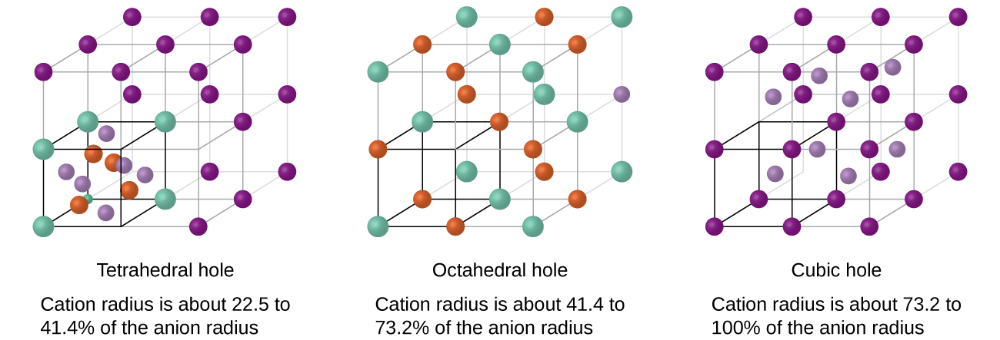 Tetrahedral hole
Cation radius is about 22.5 to
41.4% of the anion radius
Octahedral hole
Cation radius is about 41.4 to
73.2% of the anion radius
Cubic hole
Cation radius is about 73.2 to
100% of the anion radius